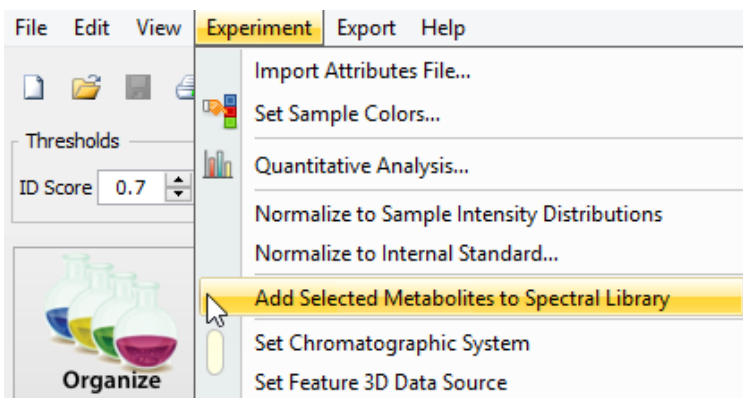 File Edit View Experiment Export Help
Import Attributes File...
Set Sample Colors...
Thresholds
Quantitative Analysis...
ID Score 0.7
Normalize to Sample Intensity Distributions
Normalize to Internal Standard...
Add Selected Metabolites to Spectral Library
Set Chromatographic System
Organize
Set Feature 3D Data Source